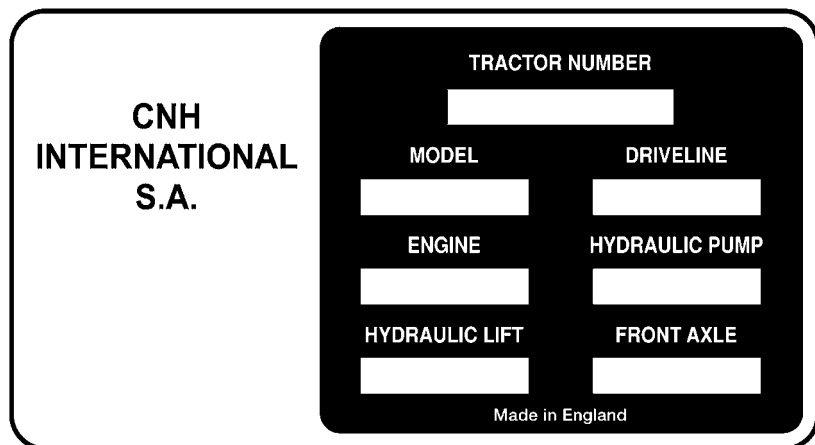 CNH
INTERNATIONAL
S.A.
TRACTOR NUMBER
MODEL
DRIVELINE
ENGINE
HYDRAULIC PUMP
HYDRAULIC LIFT
FRONT AXLE
Made in England